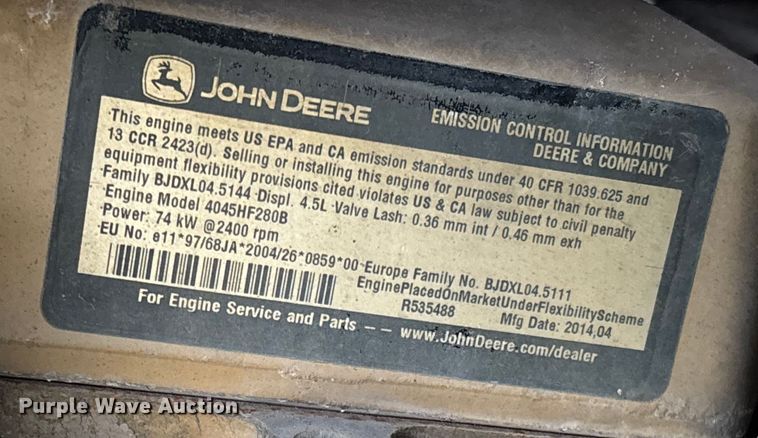 JOHN DEERE
EMISSION CONTROL INFORMATION
DEERE & COMPANY
This engine meets US EPA and CA emission standards under 40 CFR 1039.625 and
13 CCR 2423(d). Selling or installing this engine for purposes other than for the
equipment flexibility provisions cited violates US & CA law subject to civil penalty
Family BJDXL04.5144 Displ. 4.5L Valve Lash: 0.36 mm int / 0.46 mm exh
Engine Model 4045HF280B
Power: 74 kW @2400 rpm
EU No: e11*97/68JA*2004/26*0859*00 Europe Family No. BJDXL04.5111
EnginePlacedOnMarketUnderFlexibilityScheme
R535488 Mfg Date: 2014,04
For Engine Service and Parts – – www.JohnDeere.com/dealer
Purple Wave Auction